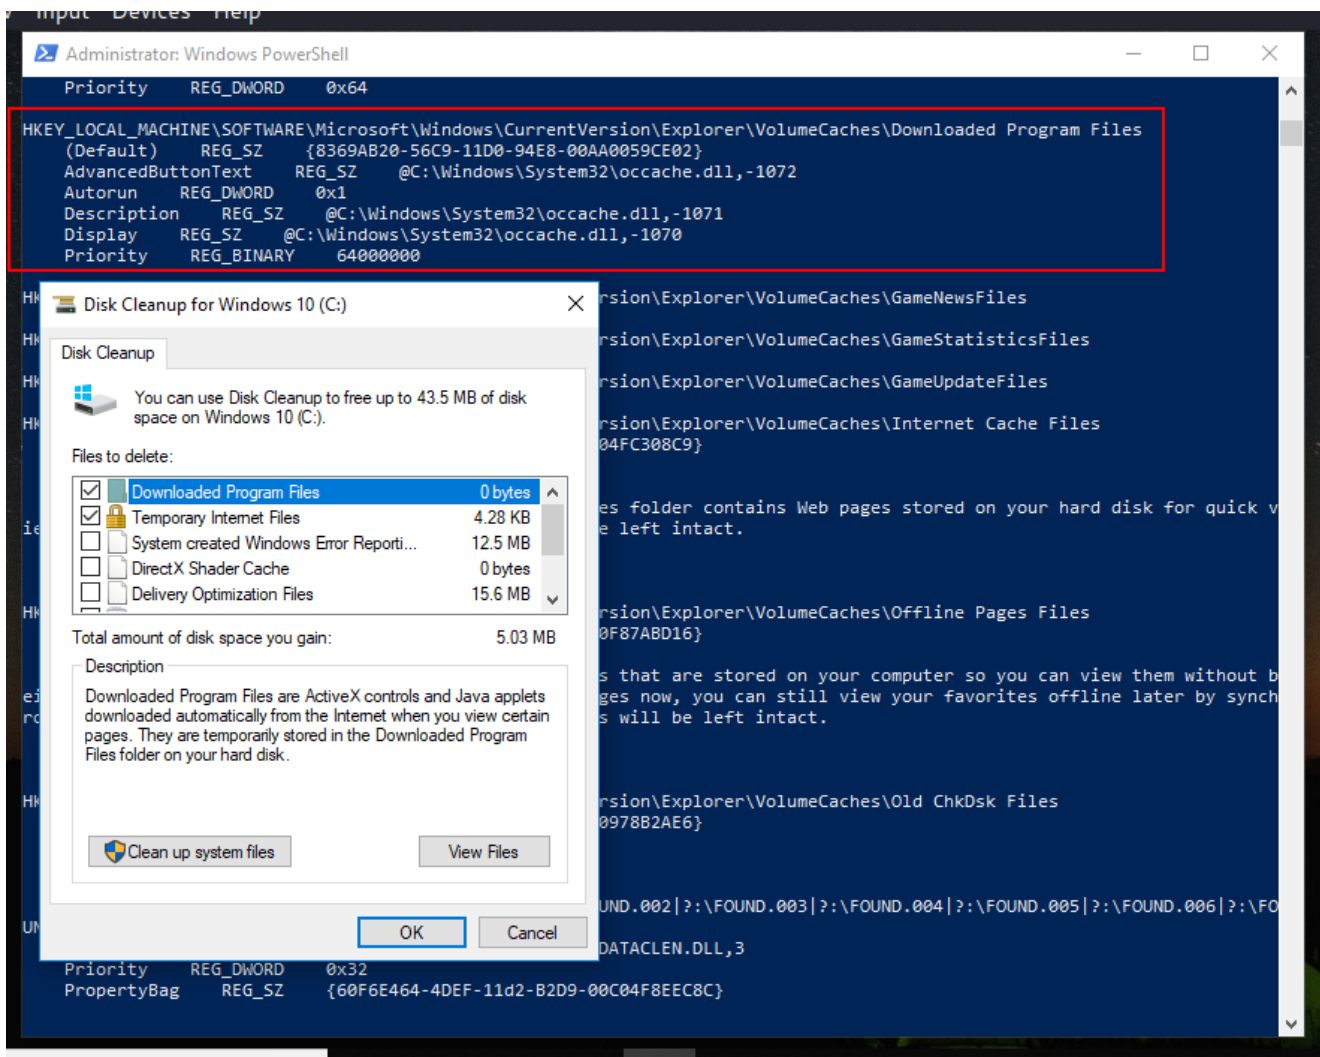 Input Devices Help
Administrator: Windows PowerShell
Priority REG_DWORD 0x64
HKEY_LOCAL_MACHINE\SOFTWARE\Microsoft\Windows\CurrentVersion\Explorer\VolumeCaches\Downloaded Program Files
(Default) REG_SZ {8369AB20-56C9-11D0-94E8-00AA0059CE02}
AdvancedButtonText REG_SZ @C:\Windows\System32\occache.dll,-1072
Autorun REG_DWORD 0x1
Description REG_SZ @C:\Windows\System32\occache.dll,-1071
Display REG_SZ @C:\Windows\System32\occache.dll,-1070
Priority REG_BINARY 64000000
HK rsion\Explorer\VolumeCaches\GameNewsFiles
HK rsion\Explorer\VolumeCaches\GameStatisticsFiles
HK rsion\Explorer\VolumeCaches\GameUpdateFiles
HK rsion\Explorer\VolumeCaches\Internet Cache Files
04FC308C9}
es folder contains Web pages stored on your hard disk for quick v
ie e left intact.
HK rsion\Explorer\VolumeCaches\Offline Pages Files
0F87ABD16}
s that are stored on your computer so you can view them without b
ei ges now, you can still view your favorites offline later by synch
ro s will be left intact.
HK rsion\Explorer\VolumeCaches\Old ChkDsk Files
0978B2AE6}
UND.002|?:\FOUND.003|?:\FOUND.004|?:\FOUND.005|?:\FOUND.006|?:\FO
UN
DATACLEN.DLL,3
Priority REG_DWORD 0x32
PropertyBag REG_SZ {60F6E464-4DEF-11d2-B2D9-00C04F8EEC8C}
Disk Cleanup for Windows 10 (C:)
Disk Cleanup
You can use Disk Cleanup to free up to 43.5 MB of disk
space on Windows 10 (C:).
Files to delete:
Downloaded Program Files 0 bytes
Temporary Internet Files 4.28 KB
System created Windows Error Reporti... 12.5 MB
DirectX Shader Cache 0 bytes
Delivery Optimization Files 15.6 MB
Total amount of disk space you gain: 5.03 MB
Description
Downloaded Program Files are ActiveX controls and Java applets
downloaded automatically from the Internet when you view certain
pages. They are temporarily stored in the Downloaded Program
Files folder on your hard disk.
Clean up system files View Files
OK Cancel